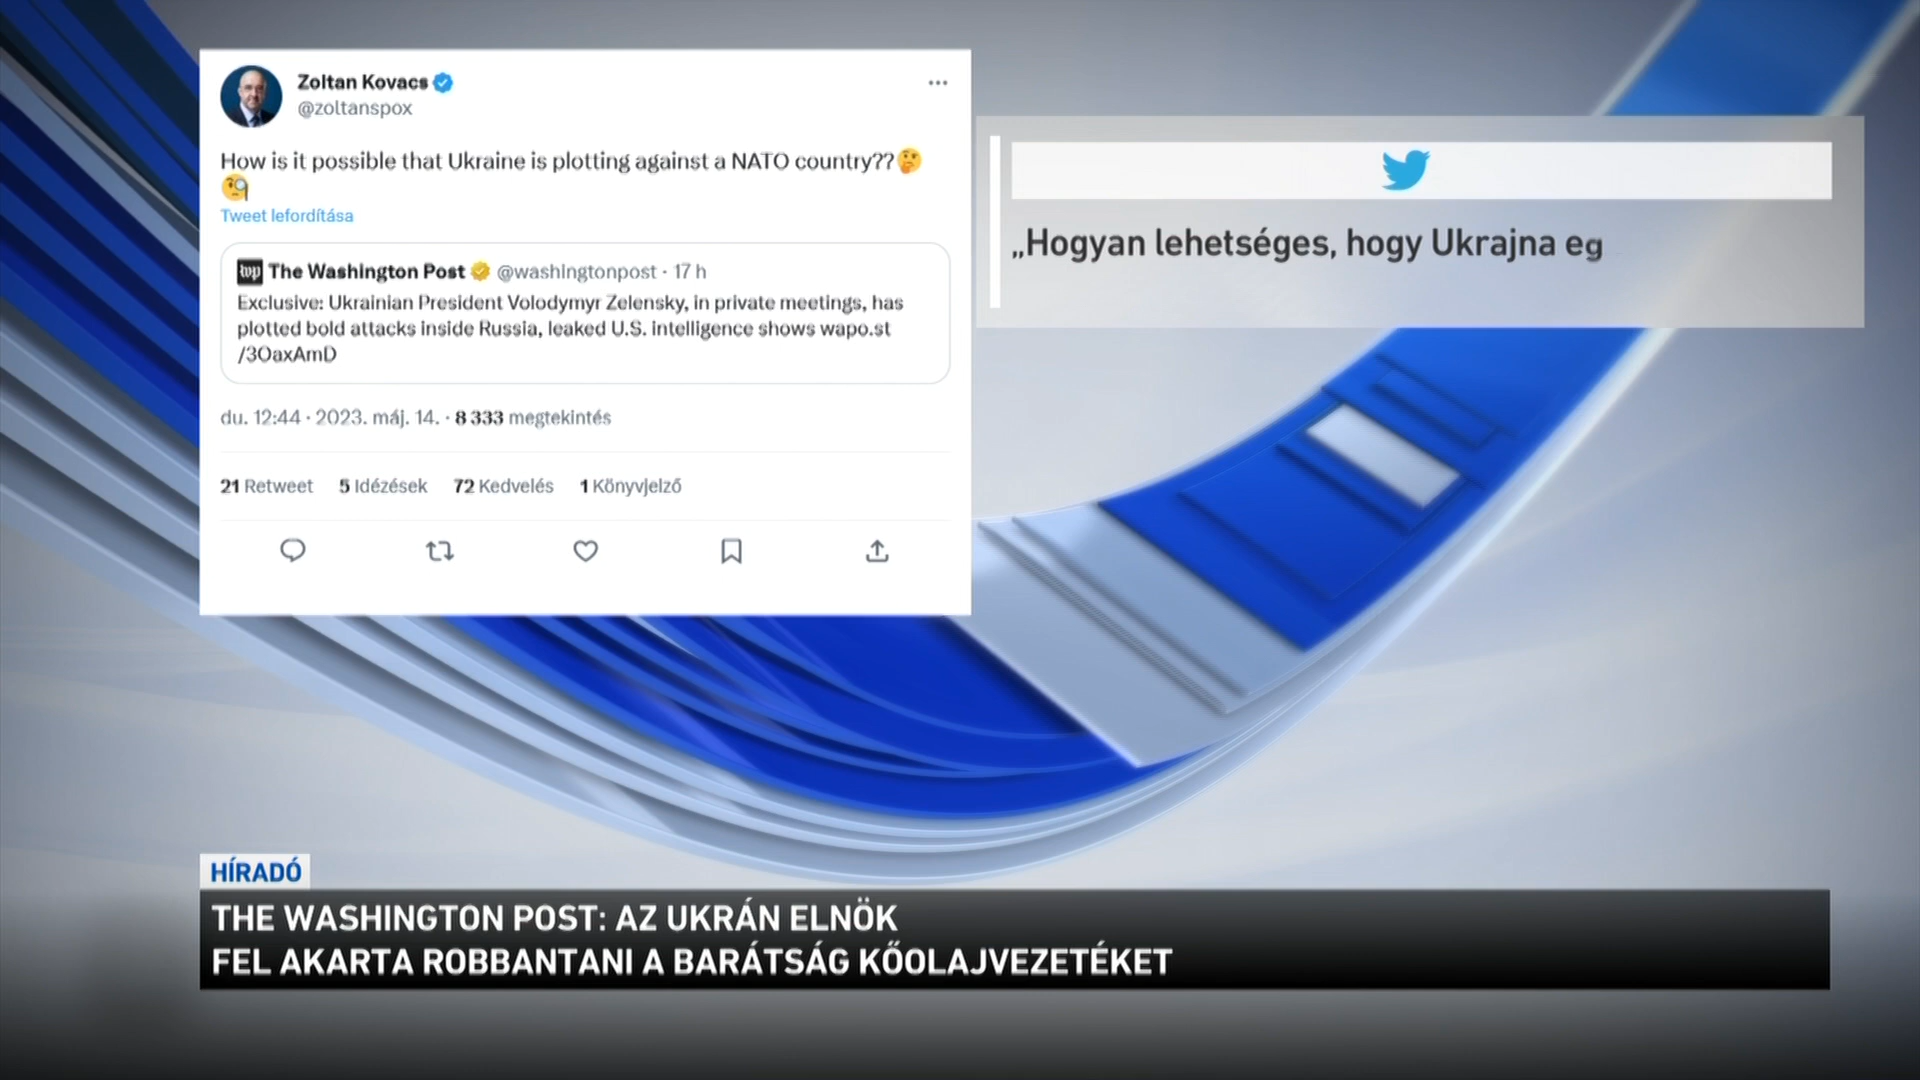 Zoltan Kovacs
@zoltanspox
How is it possible that Ukraine is plotting against a NATO country??🤔
🧐
Tweet lefordítása
wp The Washington Post @washingtonpost · 17 h
Exclusive: Ukrainian President Volodymyr Zelensky, in private meetings, has
plotted bold attacks inside Russia, leaked U.S. intelligence shows wapo.st
/3OaxAmD
du. 12:44 · 2023. máj. 14. · 8 333 megtekintés
21 Retweet 5 Idézések 72 Kedvelés 1 Könyvjelző
„Hogyan lehetséges, hogy Ukrajna eg
HÍRADÓ
THE WASHINGTON POST: AZ UKRÁN ELNÖK
FEL AKARTA ROBBANTANI A BARÁTSÁG KŐOLAJVEZETÉKET